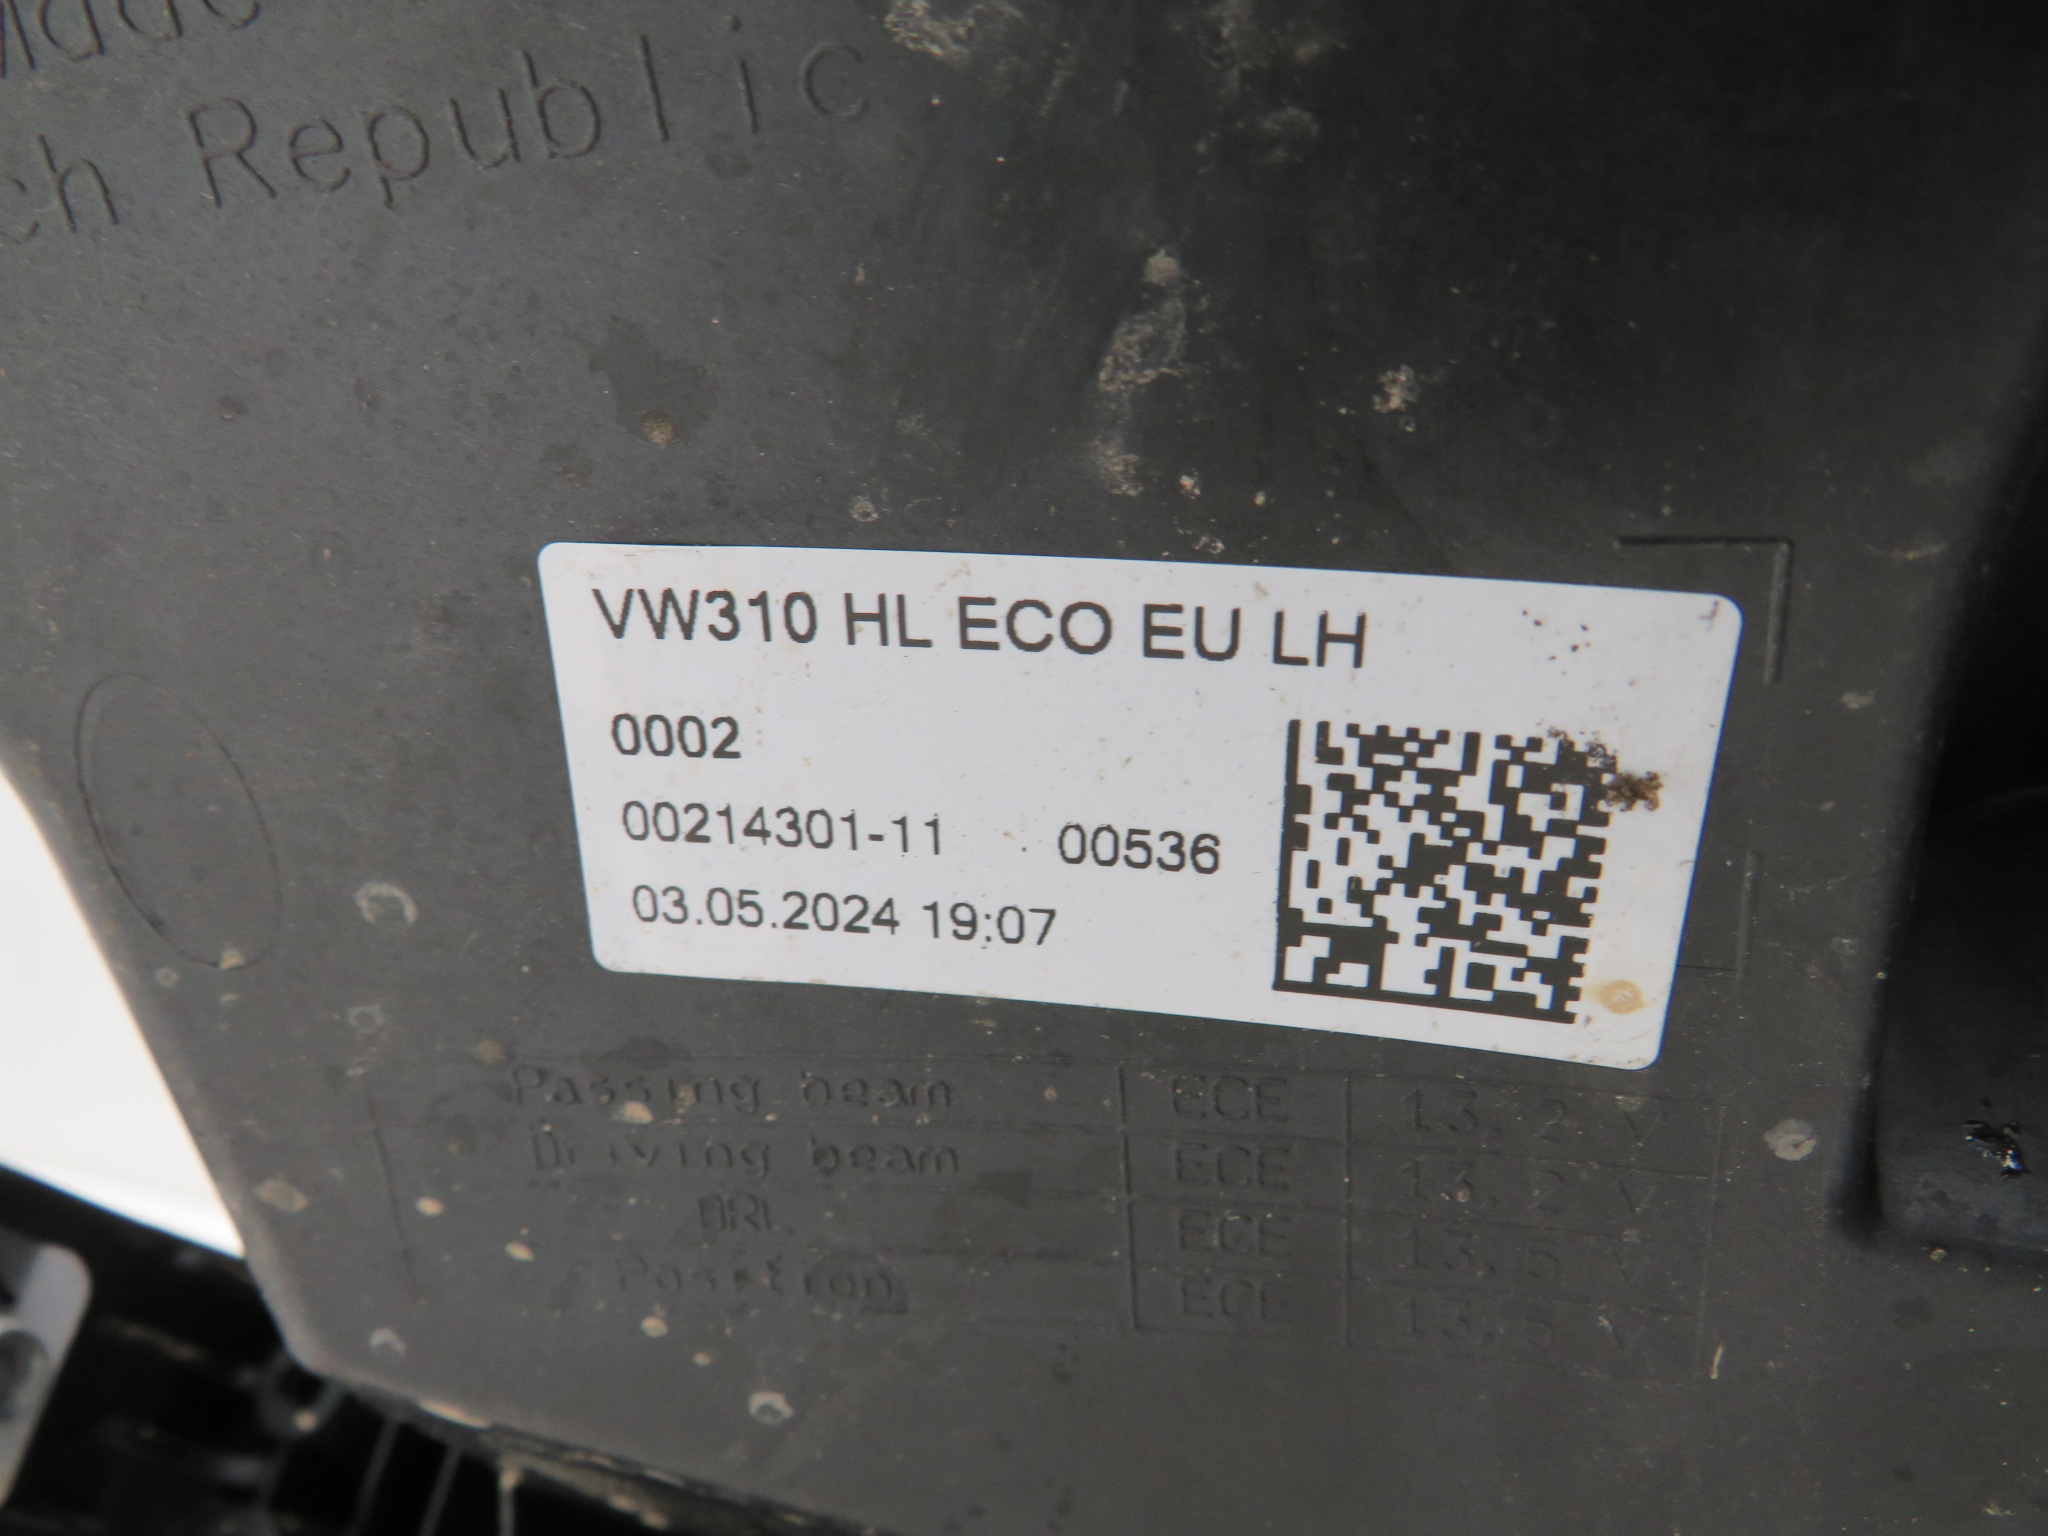 Made
ch Republic
VW310 HL ECO EU LH
0002
00214301-11 00536
03.05.2024 19:07
Passing beam ECE 13,2 V
Driving beam ECE 13,2 V
DRL ECE 13,5 V
Position ECE 13,5 V